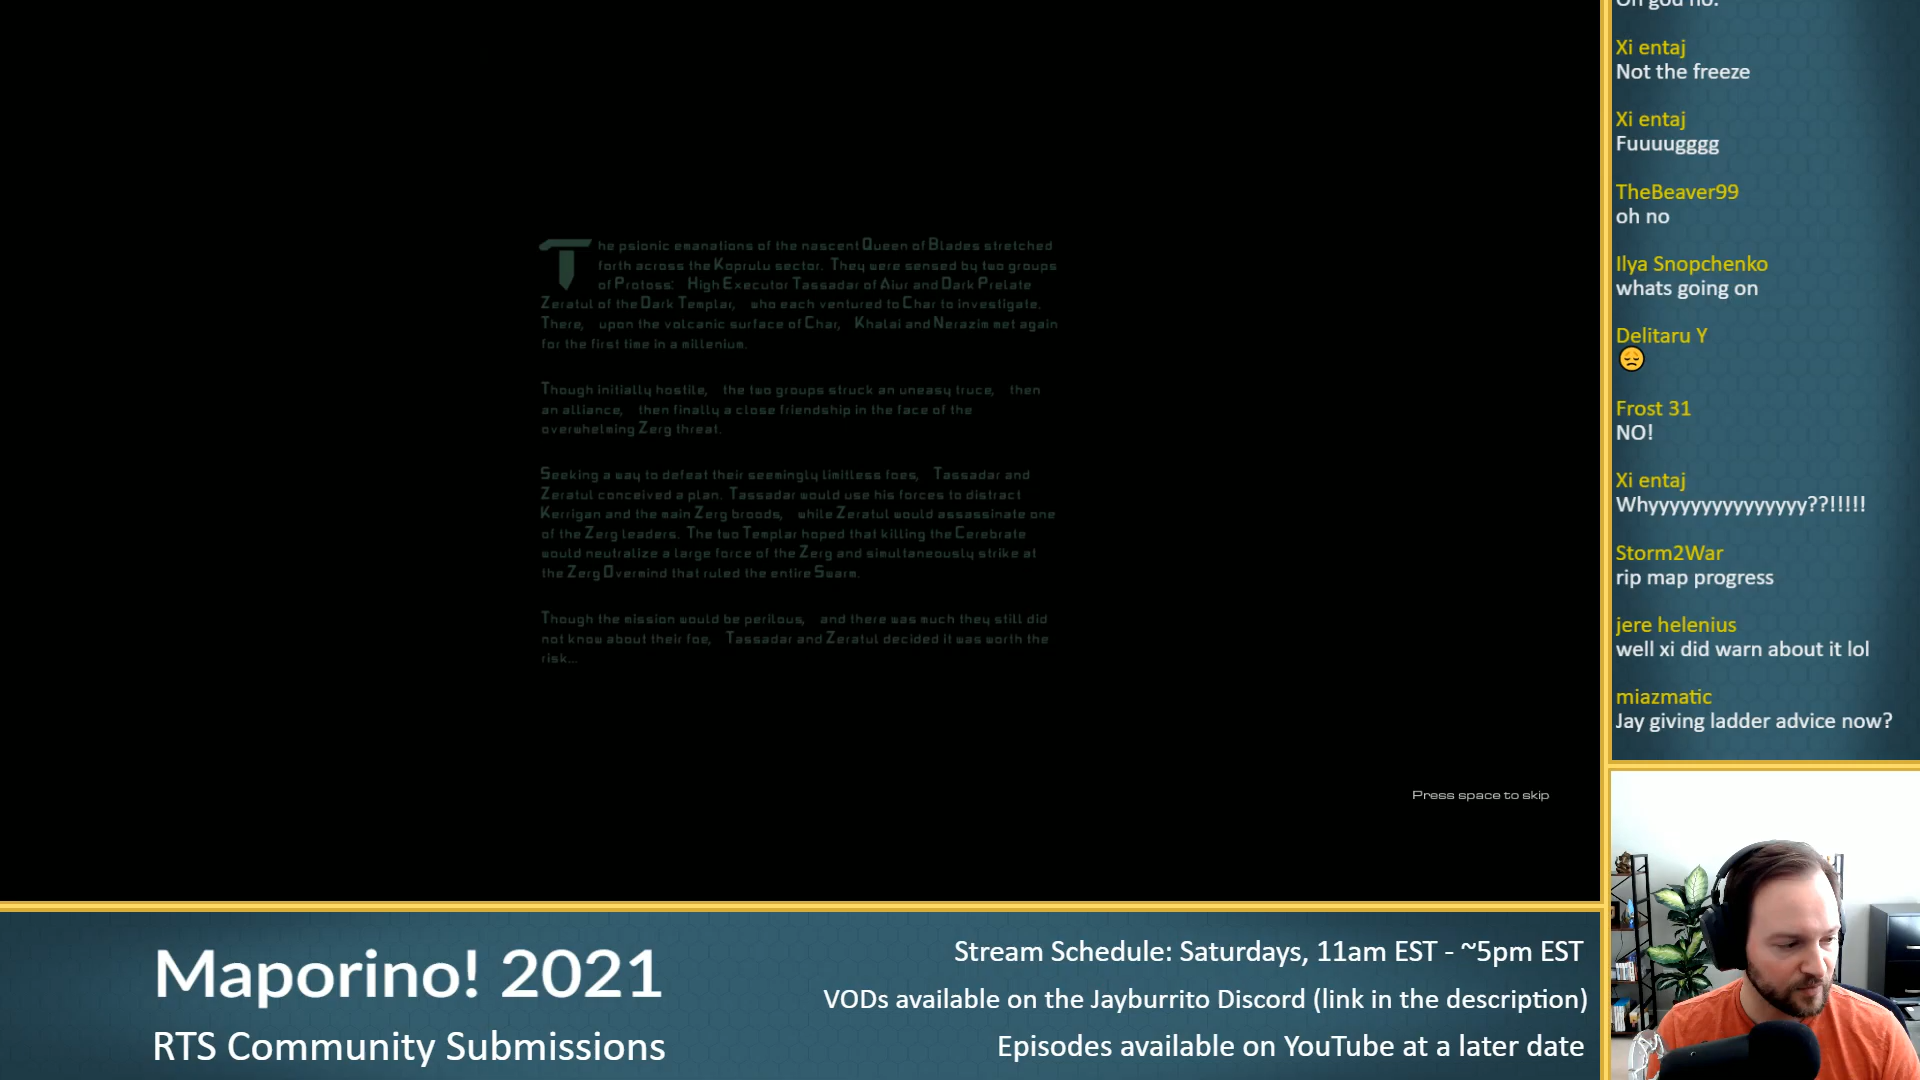 The psionic emanations of the nascent Queen of Blades stretched
forth across the Koprulu sector. They were sensed by two groups
of Protoss: High Executor Tassadar of Aiur and Dark Prelate
Zeratul of the Dark Templar, who each ventured to Char to investigate.
There, upon the volcanic surface of Char, Khalai and Nerazim met again
for the first time in a millenium.
Though initially hostile, the two groups struck an uneasy truce, then
an alliance, then finally a close friendship in the face of the
overwhelming Zerg threat.
Seeking a way to defeat their seemingly limitless foes, Tassadar and
Zeratul conceived a plan. Tassadar would use his forces to distract
Kerrigan and the main Zerg broods, while Zeratul would assassinate one
of the Zerg leaders. The two Templar hoped that killing the Cerebrate
would neutralize a large force of the Zerg and simultaneously strike at
the Zerg Overmind that ruled the entire Swarm.
Though the mission would be perilous, and there was much they still did
not know about their foe, Tassadar and Zeratul decided it was worth the
risk...
Press space to skip
Oh god no.
Xi entaj
Not the freeze
Xi entaj
Fuuuugggg
TheBeaver99
oh no
Ilya Snopchenko
whats going on
Delitaru Y
😔
Frost 31
NO!
Xi entaj
Whyyyyyyyyyyyyyyy??!!!!!
Storm2War
rip map progress
jere helenius
well xi did warn about it lol
miazmatic
Jay giving ladder advice now?
Maporino! 2021
RTS Community Submissions
Stream Schedule: Saturdays, 11am EST - ~5pm EST
VODs available on the Jayburrito Discord (link in the description)
Episodes available on YouTube at a later date